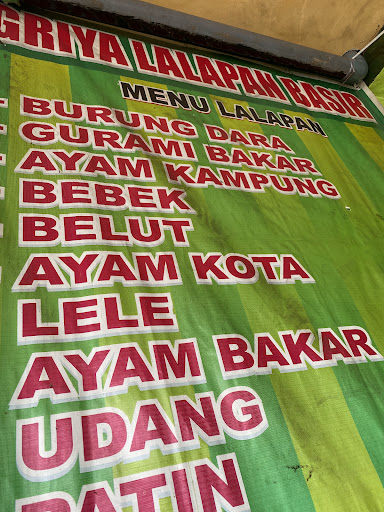 GRIYA LALAPAN BASIR
MENU LALAPAN
BURUNG DARA
GURAMI BAKAR
AYAM KAMPUNG
BEBEK
BELUT
AYAM KOTA
LELE
AYAM BAKAR
UDANG
PATIN